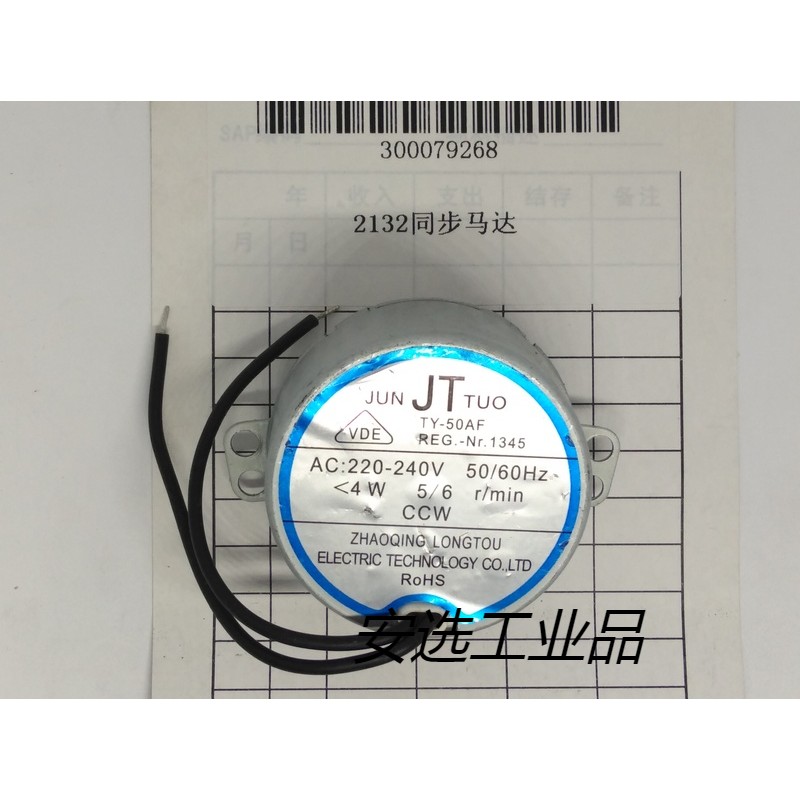 300079268
年 收入 支出 结存 备注
2132同步马达
月 日
JUN JT TUO
TY-50AF
VDE
REG.-Nr.1345
AC:220-240V 50/60Hz
<4W 5/6 r/min
CCW
ZHAOQING LONGTOU
ELECTRIC TECHNOLOGY CO.,LTD
RoHS
安选工业品